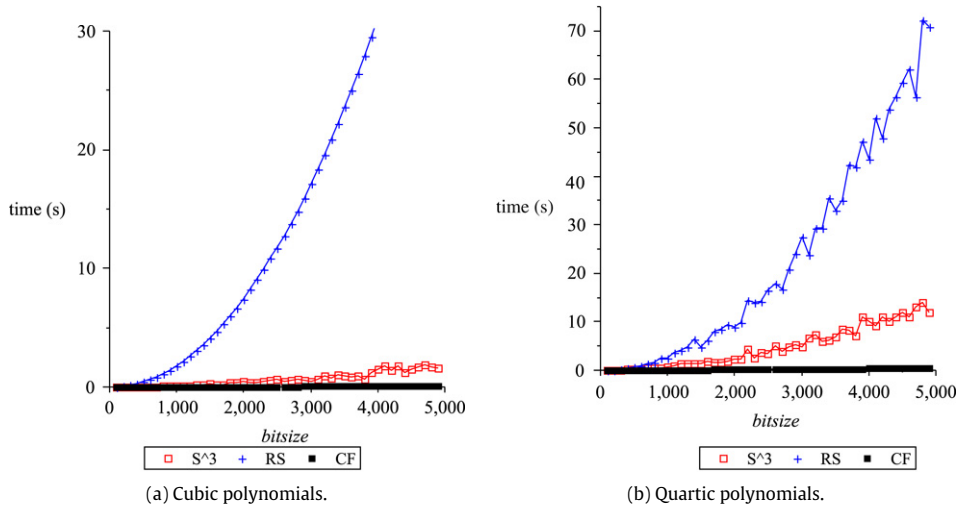 30
20
time (s)
10
0
0
1,000
2,000
3,000
4,000
5,000
bitsize
S^3
RS
CF
(a) Cubic polynomials.
70
60
50
40
time (s)
30
20
10
0
0
1,000
2,000
3,000
4,000
5,000
bitsize
S^3
RS
CF
(b) Quartic polynomials.